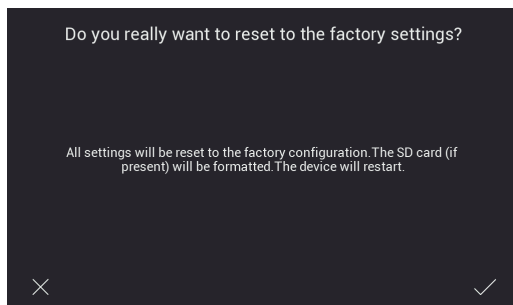 Do you really want to reset to the factory settings?
All settings will be reset to the factory configuration.The SD card (if
present) will be formatted.The device will restart.